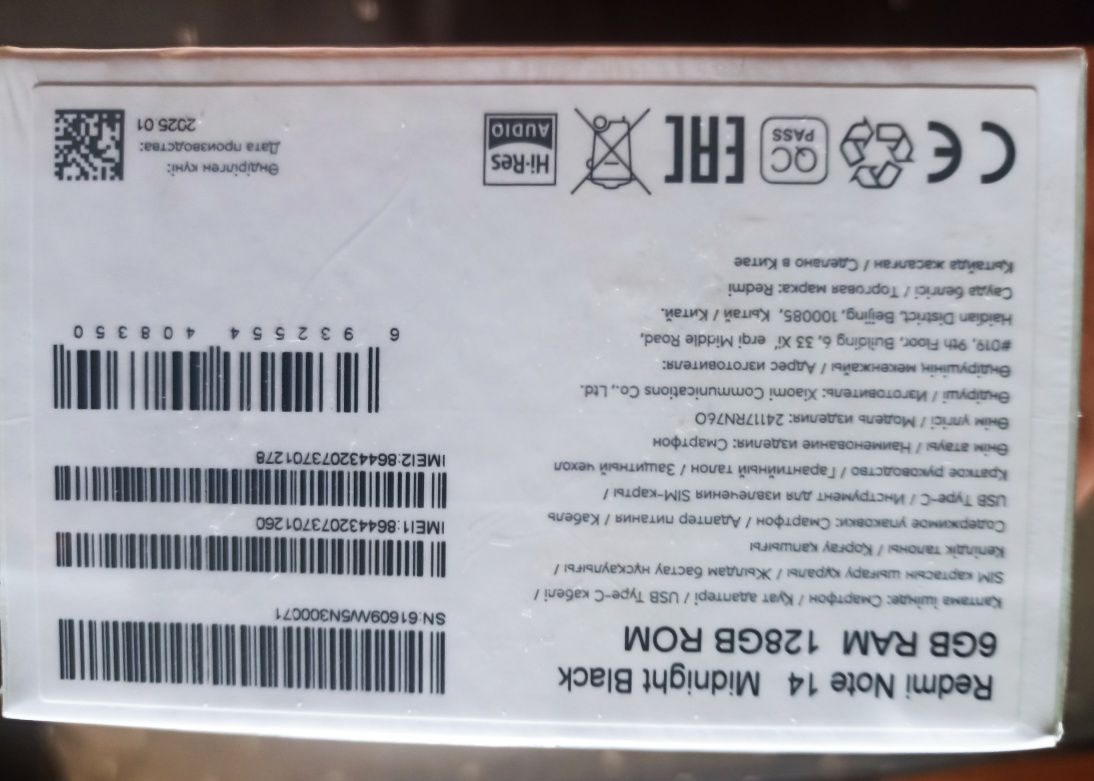 Redmi Note 14 Midnight Black
6GB RAM 128GB ROM
Қаптама ішінде: Смартфон / Қуат адаптері / USB Type-C кабелі /
SIM картасын шығару құралы / Жылдам бастау нұсқаулығы /
Кепілдік талоны / Қорғау қапшығы
Содержимое упаковки: Смартфон / Адаптер питания / Кабель
USB Type-C / Инструмент для извлечения SIM-карты /
Краткое руководство / Гарантийный талон / Защитный чехол
Өнім атауы / Наименование изделия: Смартфон
Өнім үлгісі / Модель изделия: 24117RN76O
Өндіруші / Изготовитель: Xiaomi Communications Co., Ltd.
Өндірушінің мекенжайы / Адрес изготовителя:
#019, 9th Floor, Building 6, 33 Xi' erqi Middle Road,
Haidian District, Beijing, 100085, Қытай / Китай.
Сауда белгісі / Торговая марка: Redmi
Қытайда жасалған / Сделано в Китае
SN:61609/W5N300071
IMEI1:864432073701260
IMEI2:864432073701278
6 932554 408350
CE
QC
PASS
EAC
Hi-Res
AUDIO
Өндірілген күні:
Дата производства:
2025.01